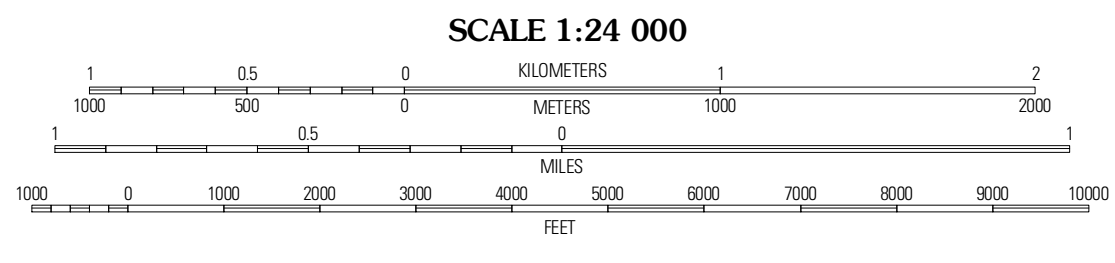 SCALE 1:24 000
1 0.5 0 KILOMETERS 1 2
1000 500 0 METERS 1000 2000
1 0.5 0 1
MILES
1000 0 1000 2000 3000 4000 5000 6000 7000 8000 9000 10000
FEET